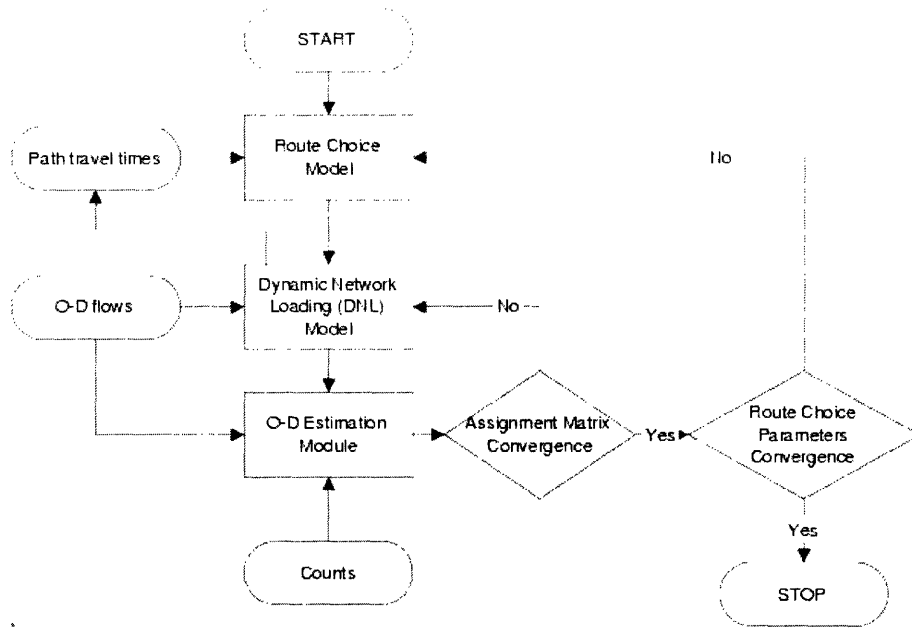 START
Path travel times
Route Choice
Model
No
O-D flows
Dynamic Network
Loading (DNL)
Model
No
O-D Estimation
Module
Assignment Matrix
Convergence
Yes
Route Choice
Parameters
Convergence
Yes
Counts
STOP